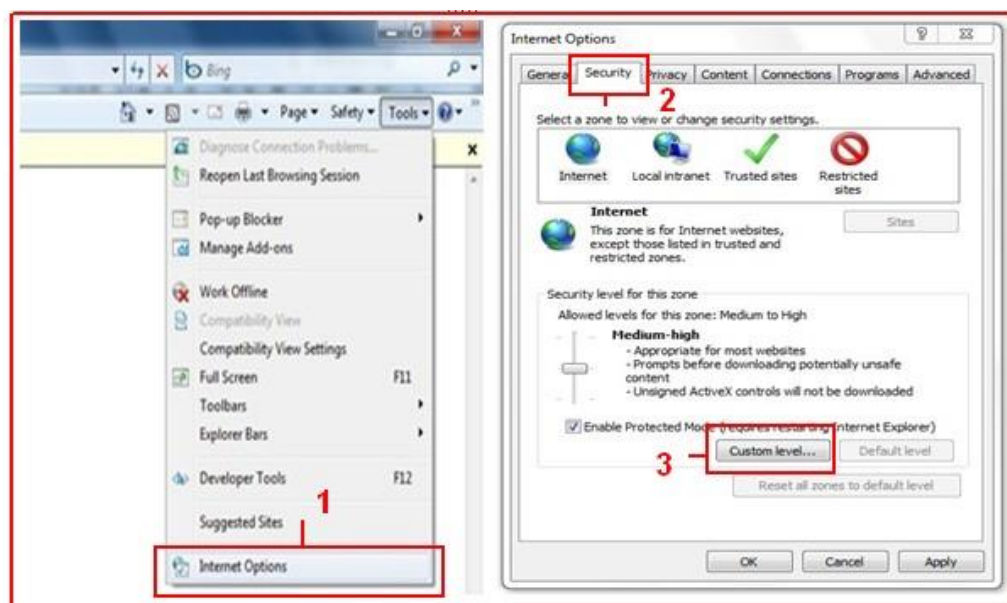 Bing
Page Safety Tools
Diagnose Connection Problems...
Reopen Last Browsing Session
Pop-up Blocker
Manage Add-ons
Work Offline
Compatibility View
Compatibility View Settings
Full Screen F11
Toolbars
Explorer Bars
Developer Tools F12
1
Suggested Sites
Internet Options
Internet Options
General Security Privacy Content Connections Programs Advanced
2
Select a zone to view or change security settings.
Internet Local intranet Trusted sites Restricted
sites
Internet
Sites
This zone is for Internet websites,
except those listed in trusted and
restricted zones.
Security level for this zone
Allowed levels for this zone: Medium to High
Medium-high
- Appropriate for most websites
- Prompts before downloading potentially unsafe
content
- Unsigned ActiveX controls will not be downloaded
Enable Protected Mode (requires restarting Internet Explorer)
3
Custom level... Default level
Reset all zones to default level
OK Cancel Apply